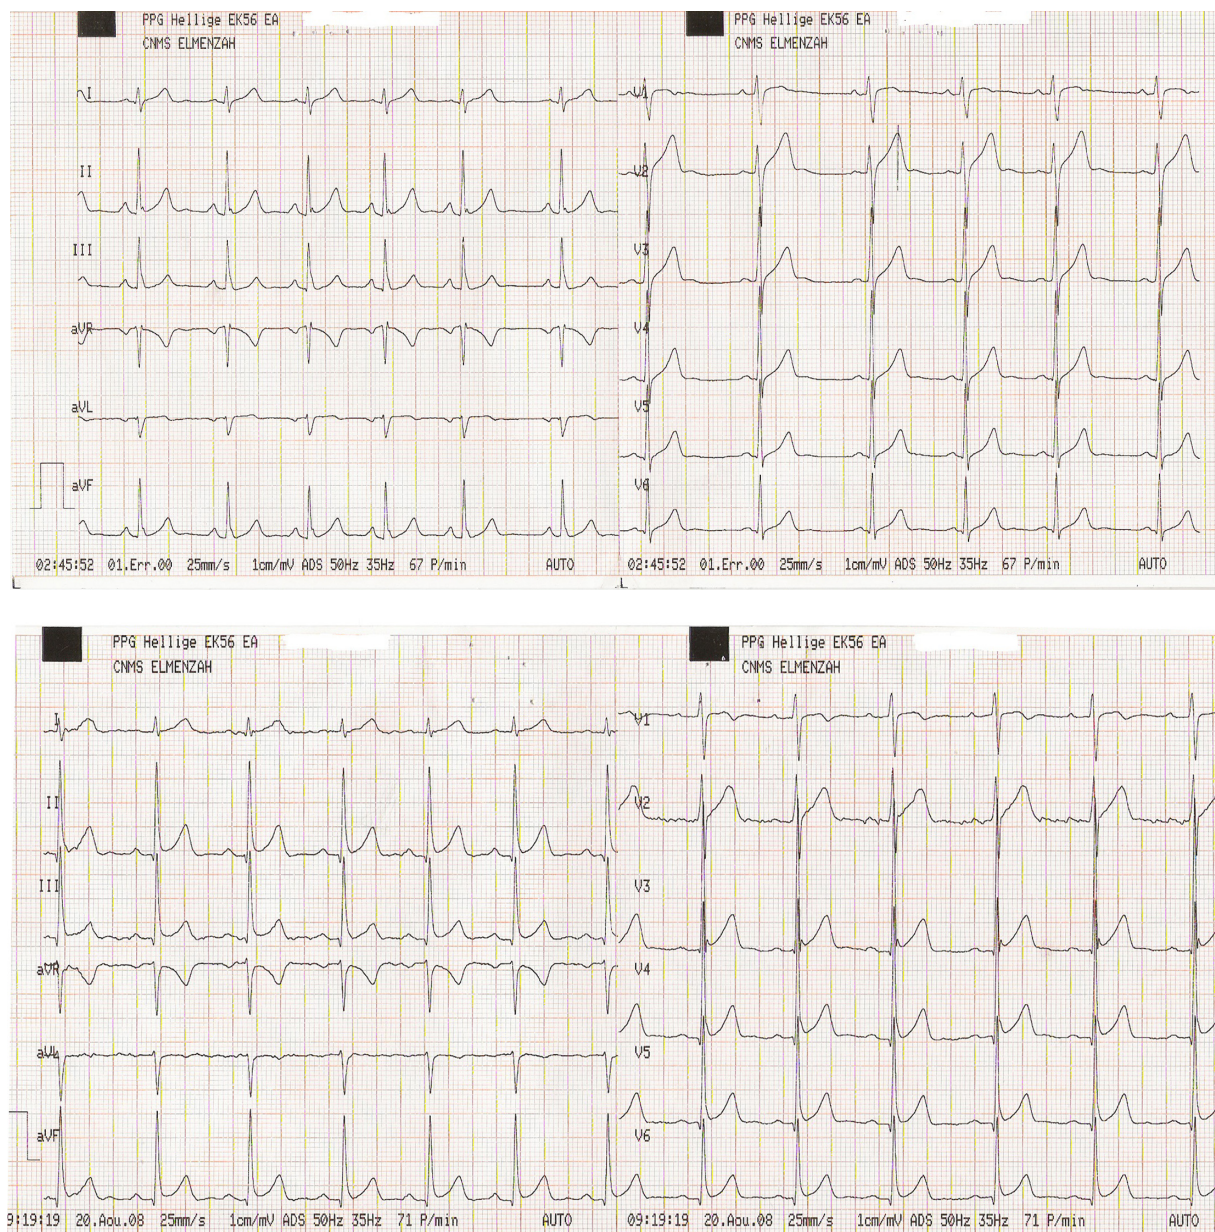 PPG Hellige EK56 EA
CNMS ELMENZAH
I
II
III
aVR
aVL
aVF
02:45:52 01.Err.00 25mm/s 1cm/mV ADS 50Hz 35Hz 67 P/min AUTO
PPG Hellige EK56 EA
CNMS ELMENZAH
V1
V2
V3
V4
V5
V6
02:45:52 01.Err.00 25mm/s 1cm/mV ADS 50Hz 35Hz 67 P/min AUTO
PPG Hellige EK56 EA
CNMS ELMENZAH
I
II
III
aVR
aVL
aVF
09:19:19 20.Aou.08 25mm/s 1cm/mV ADS 50Hz 35Hz 71 P/min AUTO
PPG Hellige EK56 EA
CNMS ELMENZAH
V1
V2
V3
V4
V5
V6
09:19:19 20.Aou.08 25mm/s 1cm/mV ADS 50Hz 35Hz 71 P/min AUTO